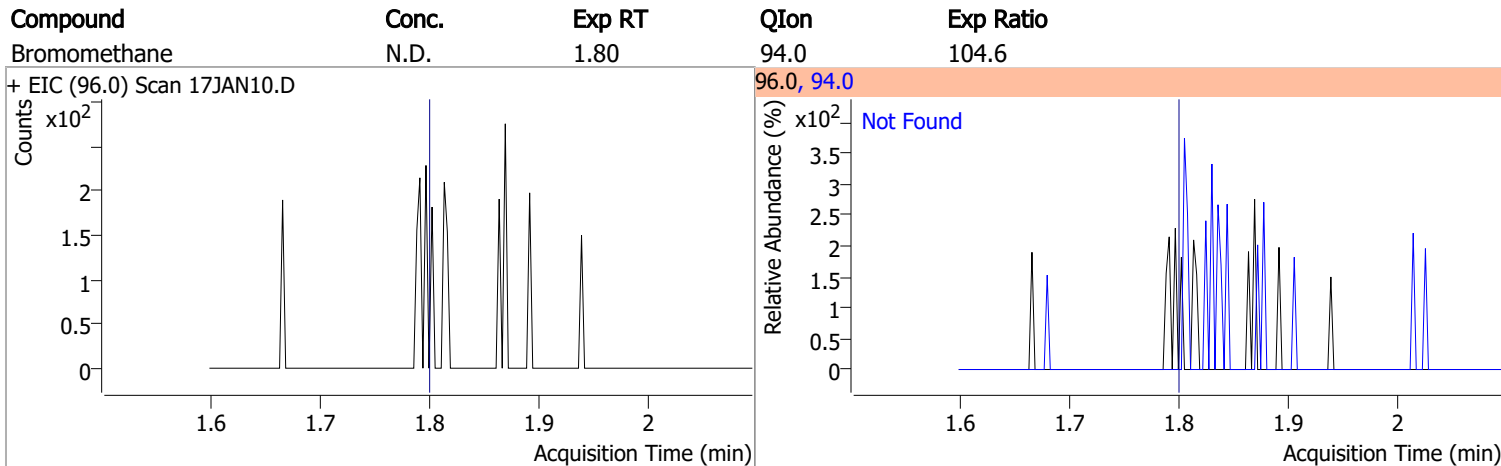 Compound Conc. Exp RT QIon Exp Ratio
Bromomethane N.D. 1.80 94.0 104.6
+ EIC (96.0) Scan 17JAN10.D
Counts
x10²
2
1.5
1
0.5
0
1.6 1.7 1.8 1.9 2
Acquisition Time (min)
96.0, 94.0
Relative Abundance (%)
x10²
Not Found
3.5
3
2.5
2
1.5
1
0.5
0
1.6 1.7 1.8 1.9 2
Acquisition Time (min)